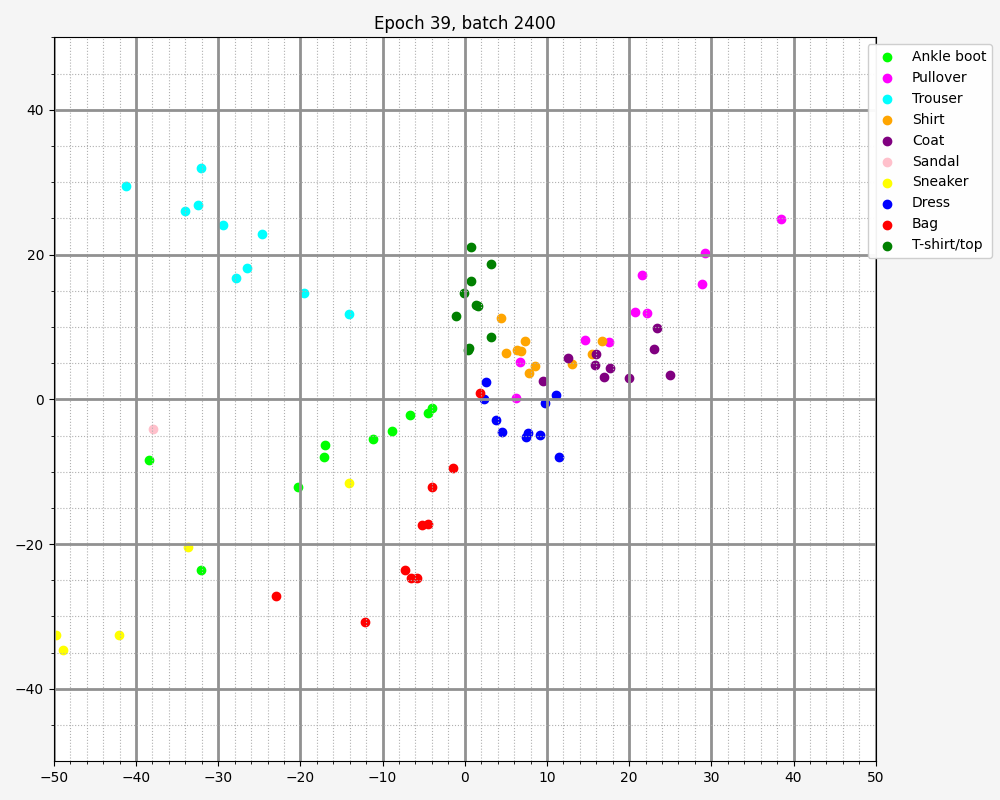 Epoch 39, batch 2400
Ankle boot
Pullover
Trouser
Shirt
Coat
Sandal
Sneaker
Dress
Bag
T-shirt/top
40
20
0
−20
−40
−50 −40 −30 −20 −10 0 10 20 30 40 50